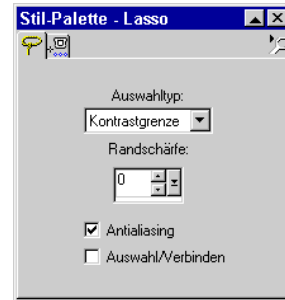 Stil-Palette - Lasso
Auswahltyp:
Kontrastgrenze
Randschärfe:
0
Antialiasing
Auswahl/Verbinden